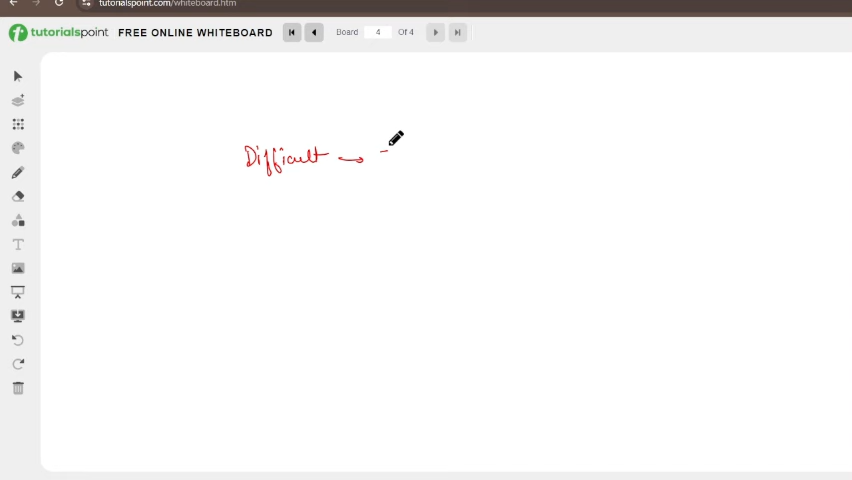 tutorialspoint.com/whiteboard.htm
tutorialspoint FREE ONLINE WHITEBOARD Board 4 Of 4
Difficult →